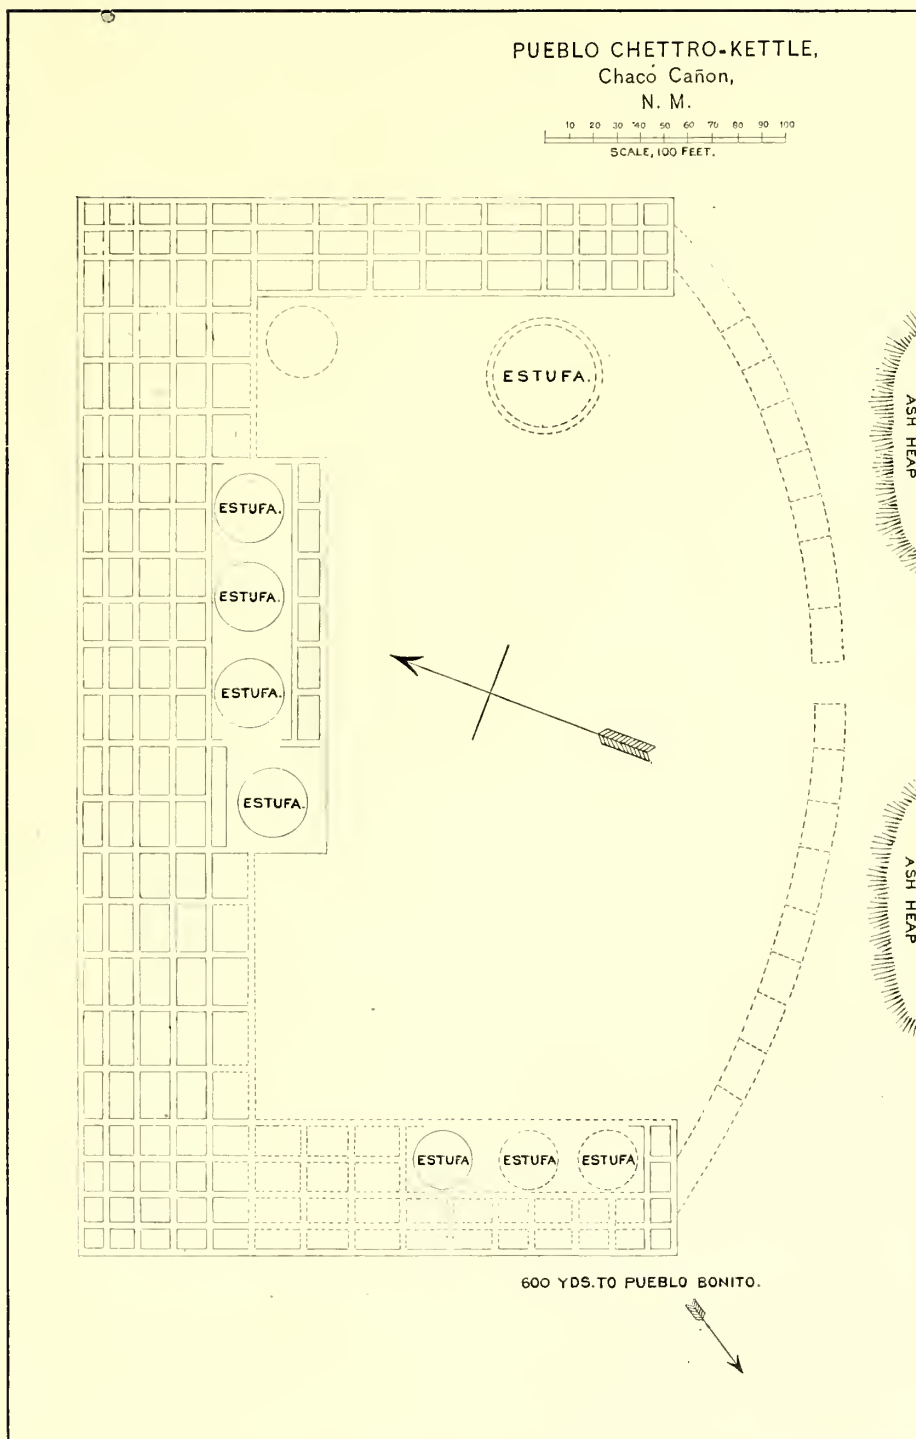 PUEBLO CHETTRO-KETTLE,
Chaco Cañon,
N. M.
10 20 30 40 50 60 70 80 90 100
SCALE, 100 FEET.
ESTUFA.
ASH HEAP
ESTUFA.
ESTUFA.
ESTUFA.
ESTUFA.
ASH HEAP
ESTUFA
ESTUFA
ESTUFA
600 YDS. TO PUEBLO BONITO.